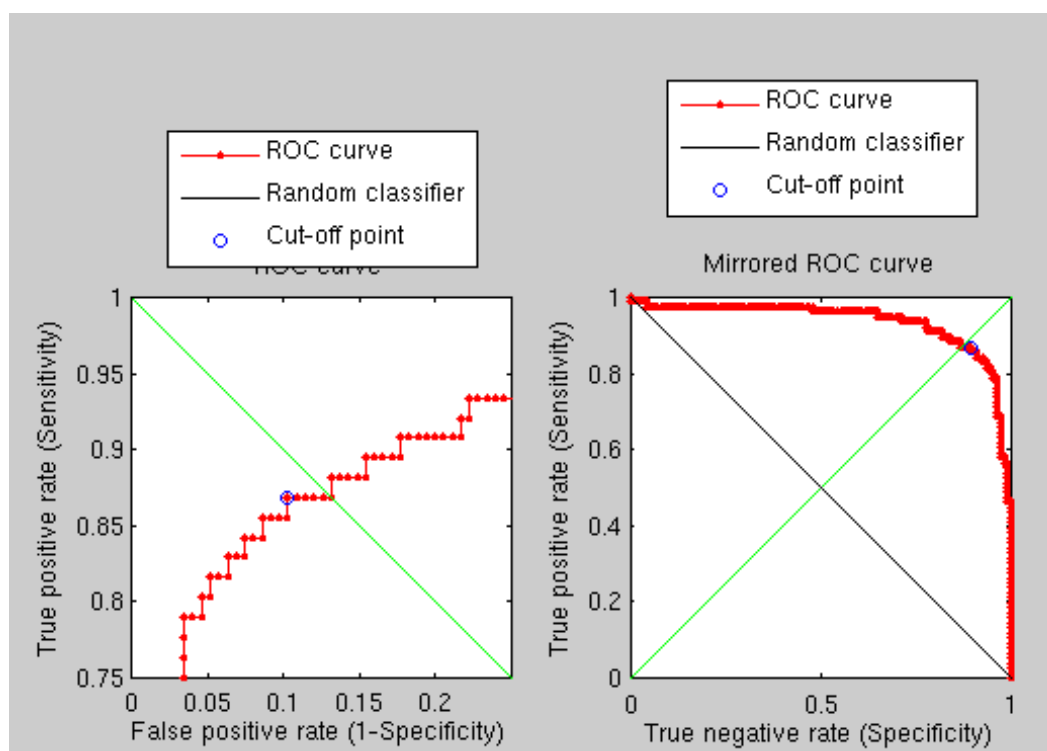 ROC curve
Random classifier
Cut-off point
ROC curve
1
0.95
0.9
0.85
0.8
0.75
0
0.05
0.1
0.15
0.2
True positive rate (Sensitivity)
False positive rate (1-Specificity)
ROC curve
Random classifier
Cut-off point
Mirrored ROC curve
1
0.8
0.6
0.4
0.2
0
0
0.5
1
True positive rate (Sensitivity)
True negative rate (Specificity)